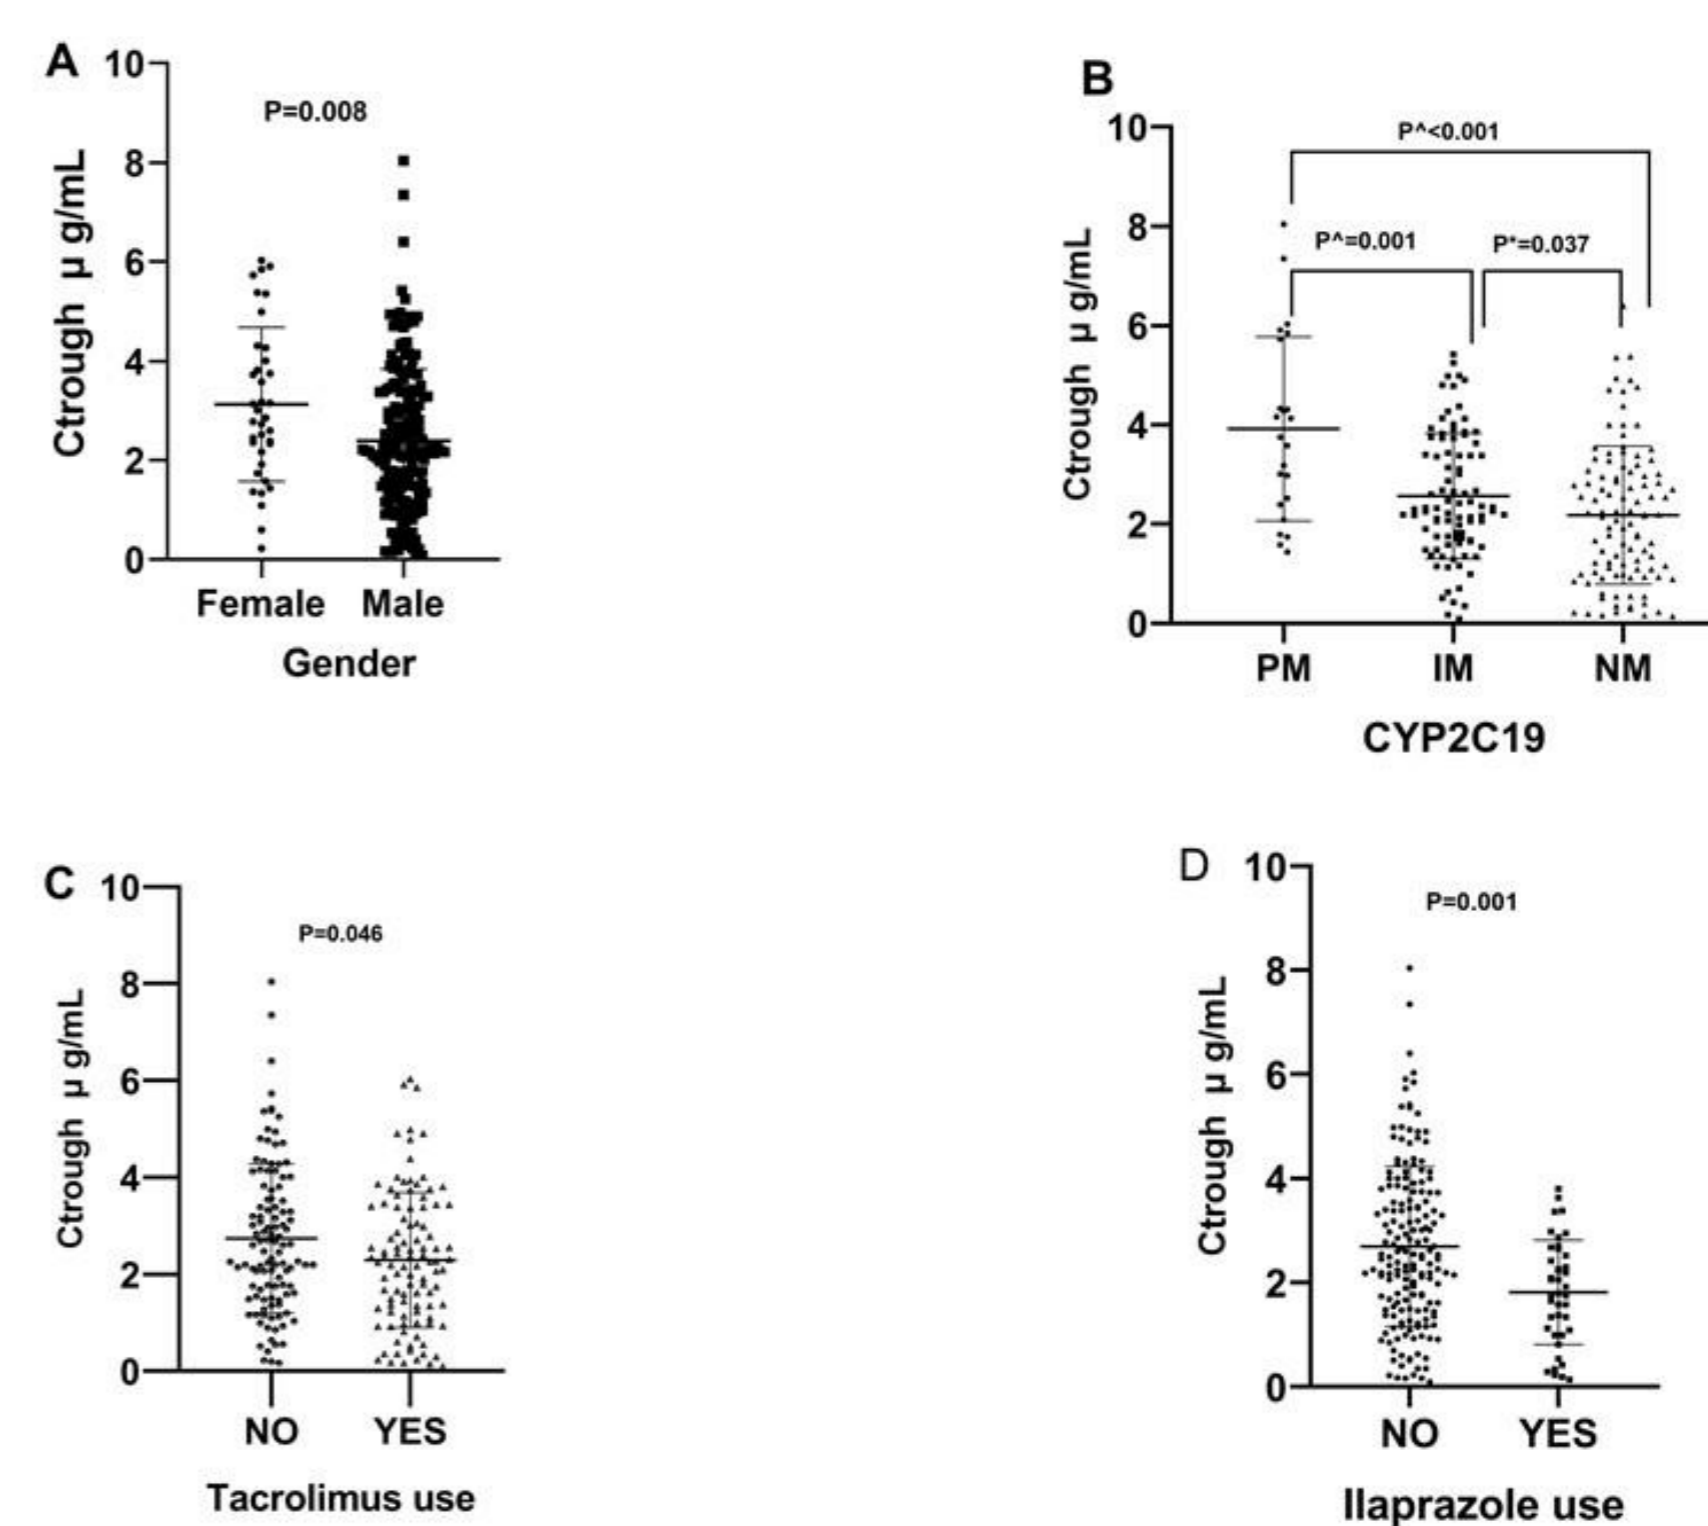 A
10
8
6
4
2
0
Ctrough μ g/mL
P=0.008
Female Male
Gender
B
10
8
6
4
2
0
Ctrough μ g/mL
P^<0.001
P^=0.001 P*=0.037
PM IM NM
CYP2C19
C
10
8
6
4
2
0
Ctrough μ g/mL
P=0.046
NO YES
Tacrolimus use
D
10
8
6
4
2
0
Ctrough μ g/mL
P=0.001
NO YES
Ilaprazole use